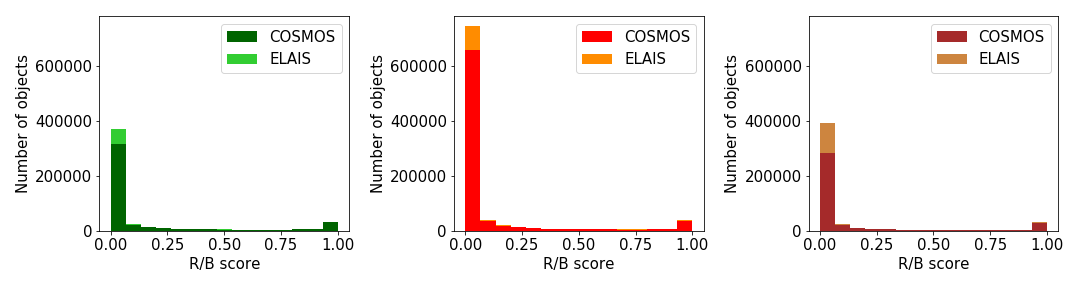 COSMOS
ELAIS
Number of objects
600000
400000
200000
0
0.00 0.25 0.50 0.75 1.00
R/B score
COSMOS
ELAIS
Number of objects
600000
400000
200000
0
0.00 0.25 0.50 0.75 1.00
R/B score
COSMOS
ELAIS
Number of objects
600000
400000
200000
0
0.00 0.25 0.50 0.75 1.00
R/B score